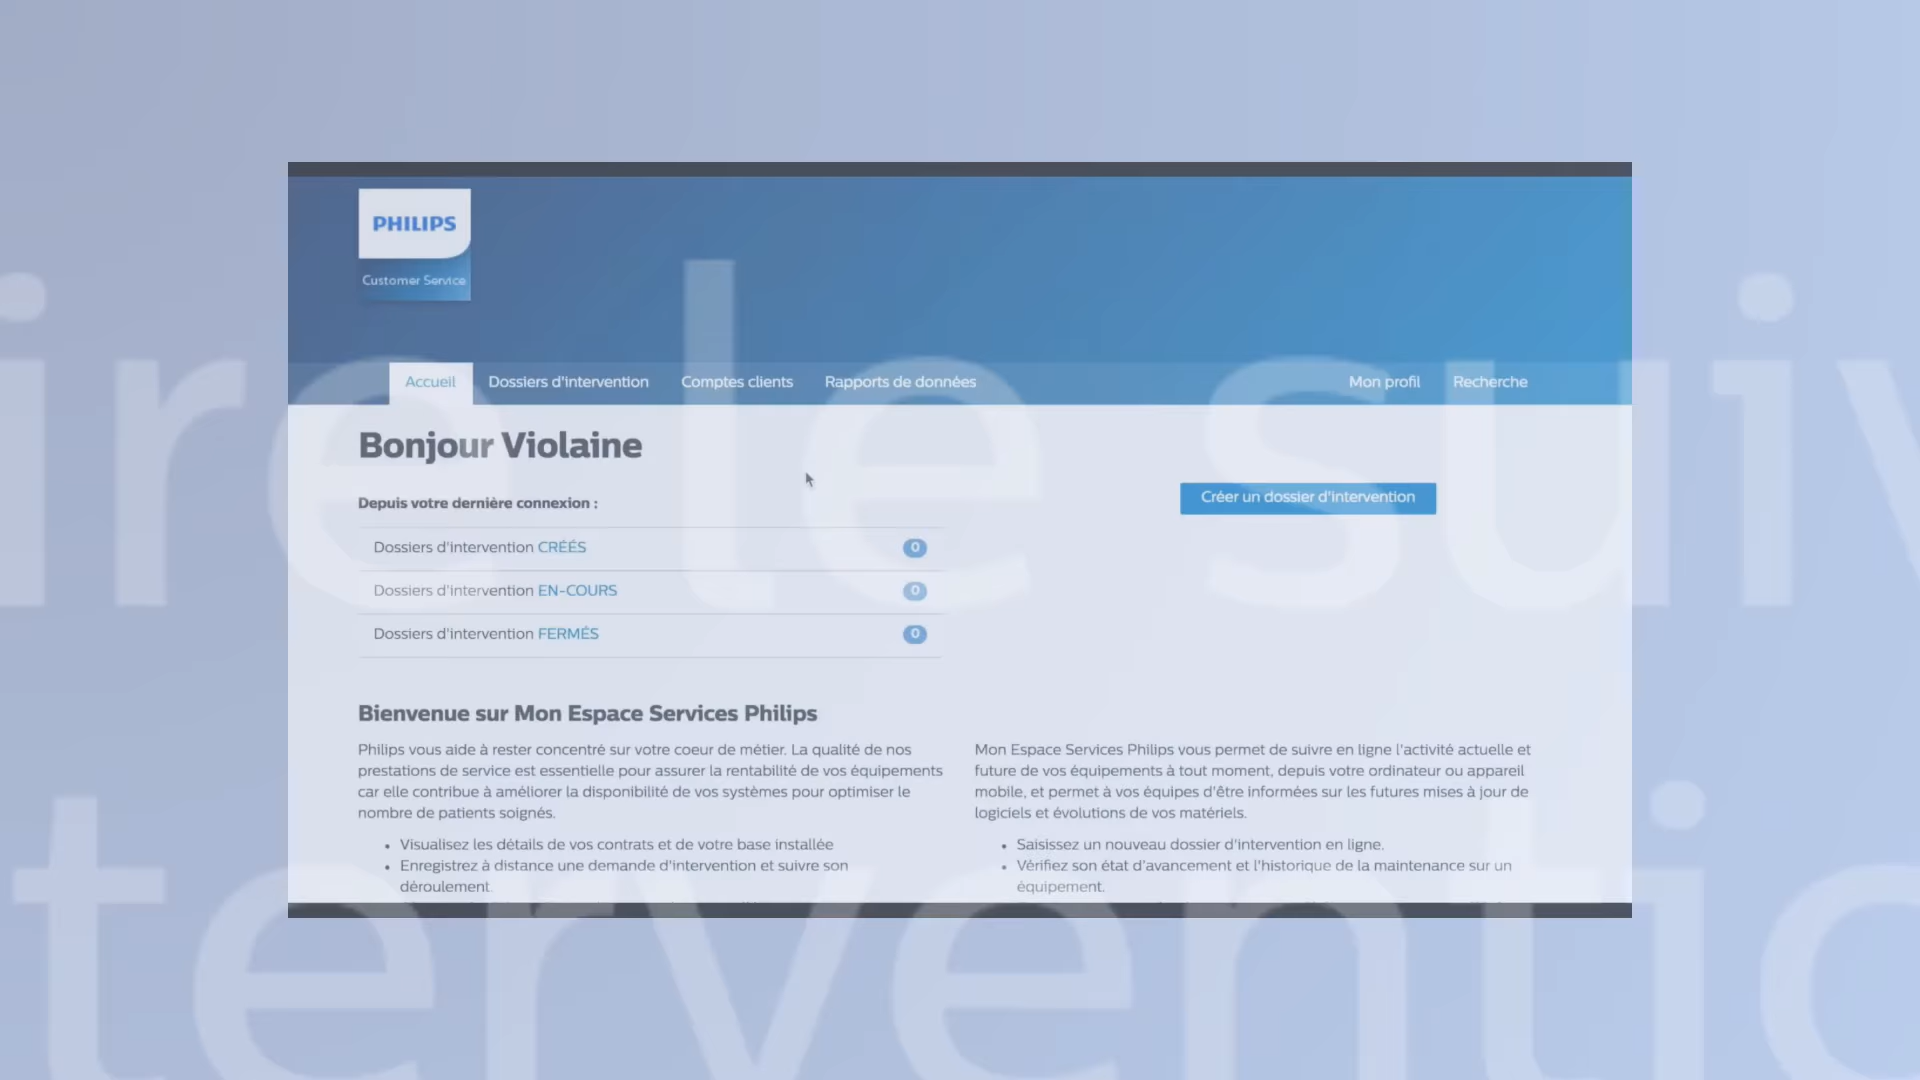 PHILIPS
Customer Service
Accueil Dossiers d'intervention Comptes clients Rapports de données Mon profil Recherche
Bonjour Violaine
Depuis votre dernière connexion :
Créer un dossier d'intervention
Dossiers d'intervention CRÉÉS 0
Dossiers d'intervention EN-COURS 0
Dossiers d'intervention FERMÉS 0
Bienvenue sur Mon Espace Services Philips
Philips vous aide à rester concentré sur votre coeur de métier. La qualité de nos
prestations de service est essentielle pour assurer la rentabilité de vos équipements
car elle contribue à améliorer la disponibilité de vos systèmes pour optimiser le
nombre de patients soignés.
• Visualisez les détails de vos contrats et de votre base installée
• Enregistrez à distance une demande d'intervention et suivre son
déroulement.
Mon Espace Services Philips vous permet de suivre en ligne l'activité actuelle et
future de vos équipements à tout moment, depuis votre ordinateur ou appareil
mobile, et permet à vos équipes d'être informées sur les futures mises à jour de
logiciels et évolutions de vos matériels.
• Saisissez un nouveau dossier d'intervention en ligne.
• Vérifiez son état d'avancement et l'historique de la maintenance sur un
équipement.
ire le suiv
terventio